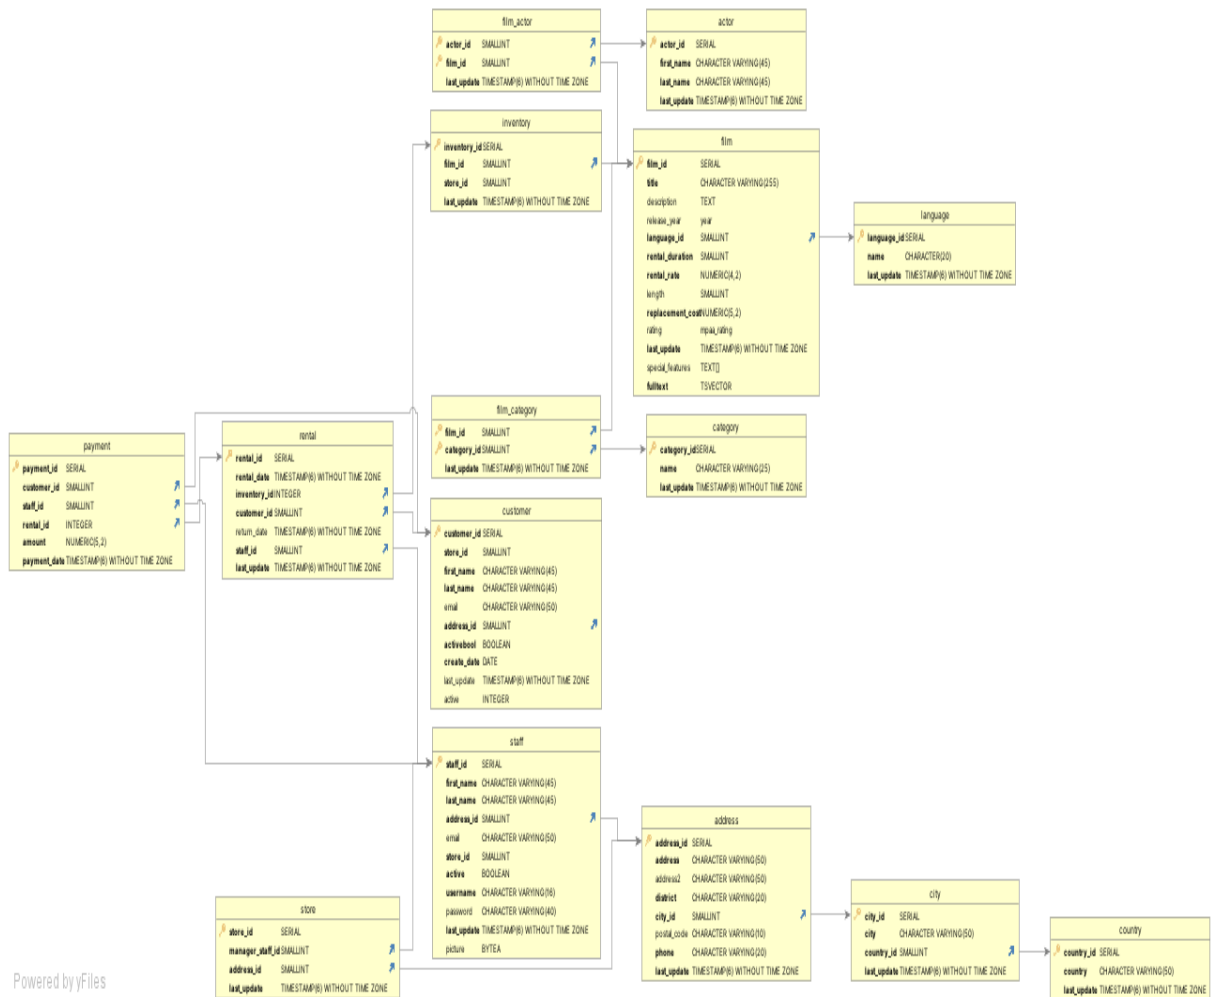 film_actor
actor_id SMALLINT
film_id SMALLINT
last_update TIMESTAMP(6) WITHOUT TIME ZONE
actor
actor_id SERIAL
first_name CHARACTER VARYING(45)
last_name CHARACTER VARYING(45)
last_update TIMESTAMP(6) WITHOUT TIME ZONE
inventory
inventory_id SERIAL
film_id SMALLINT
store_id SMALLINT
last_update TIMESTAMP(6) WITHOUT TIME ZONE
film
film_id SERIAL
title CHARACTER VARYING(255)
description TEXT
release_year year
language_id SMALLINT
rental_duration SMALLINT
rental_rate NUMERIC(4,2)
length SMALLINT
replacement_cost NUMERIC(5,2)
rating mpaa_rating
last_update TIMESTAMP(6) WITHOUT TIME ZONE
special_features TEXT[]
fulltext TSVECTOR
language
language_id SERIAL
name CHARACTER(20)
last_update TIMESTAMP(6) WITHOUT TIME ZONE
film_category
film_id SMALLINT
category_id SMALLINT
last_update TIMESTAMP(6) WITHOUT TIME ZONE
category
category_id SERIAL
name CHARACTER VARYING(25)
last_update TIMESTAMP(6) WITHOUT TIME ZONE
payment
payment_id SERIAL
customer_id SMALLINT
staff_id SMALLINT
rental_id INTEGER
amount NUMERIC(5,2)
payment_date TIMESTAMP(6) WITHOUT TIME ZONE
rental
rental_id SERIAL
rental_date TIMESTAMP(6) WITHOUT TIME ZONE
inventory_id INTEGER
customer_id SMALLINT
return_date TIMESTAMP(6) WITHOUT TIME ZONE
staff_id SMALLINT
last_update TIMESTAMP(6) WITHOUT TIME ZONE
customer
customer_id SERIAL
store_id SMALLINT
first_name CHARACTER VARYING(45)
last_name CHARACTER VARYING(45)
email CHARACTER VARYING(50)
address_id SMALLINT
activebool BOOLEAN
create_date DATE
last_update TIMESTAMP(6) WITHOUT TIME ZONE
active INTEGER
staff
staff_id SERIAL
first_name CHARACTER VARYING(45)
last_name CHARACTER VARYING(45)
address_id SMALLINT
email CHARACTER VARYING(50)
store_id SMALLINT
active BOOLEAN
username CHARACTER VARYING(16)
password CHARACTER VARYING(40)
last_update TIMESTAMP(6) WITHOUT TIME ZONE
picture BYTEA
address
address_id SERIAL
address CHARACTER VARYING(50)
address2 CHARACTER VARYING(50)
district CHARACTER VARYING(20)
city_id SMALLINT
postal_code CHARACTER VARYING(10)
phone CHARACTER VARYING(20)
last_update TIMESTAMP(6) WITHOUT TIME ZONE
city
city_id SERIAL
city CHARACTER VARYING(50)
country_id SMALLINT
last_update TIMESTAMP(6) WITHOUT TIME ZONE
country
country_id SERIAL
country CHARACTER VARYING(50)
last_update TIMESTAMP(6) WITHOUT TIME ZONE
store
store_id SERIAL
manager_staff_id SMALLINT
address_id SMALLINT
last_update TIMESTAMP(6) WITHOUT TIME ZONE
Powered by yFiles